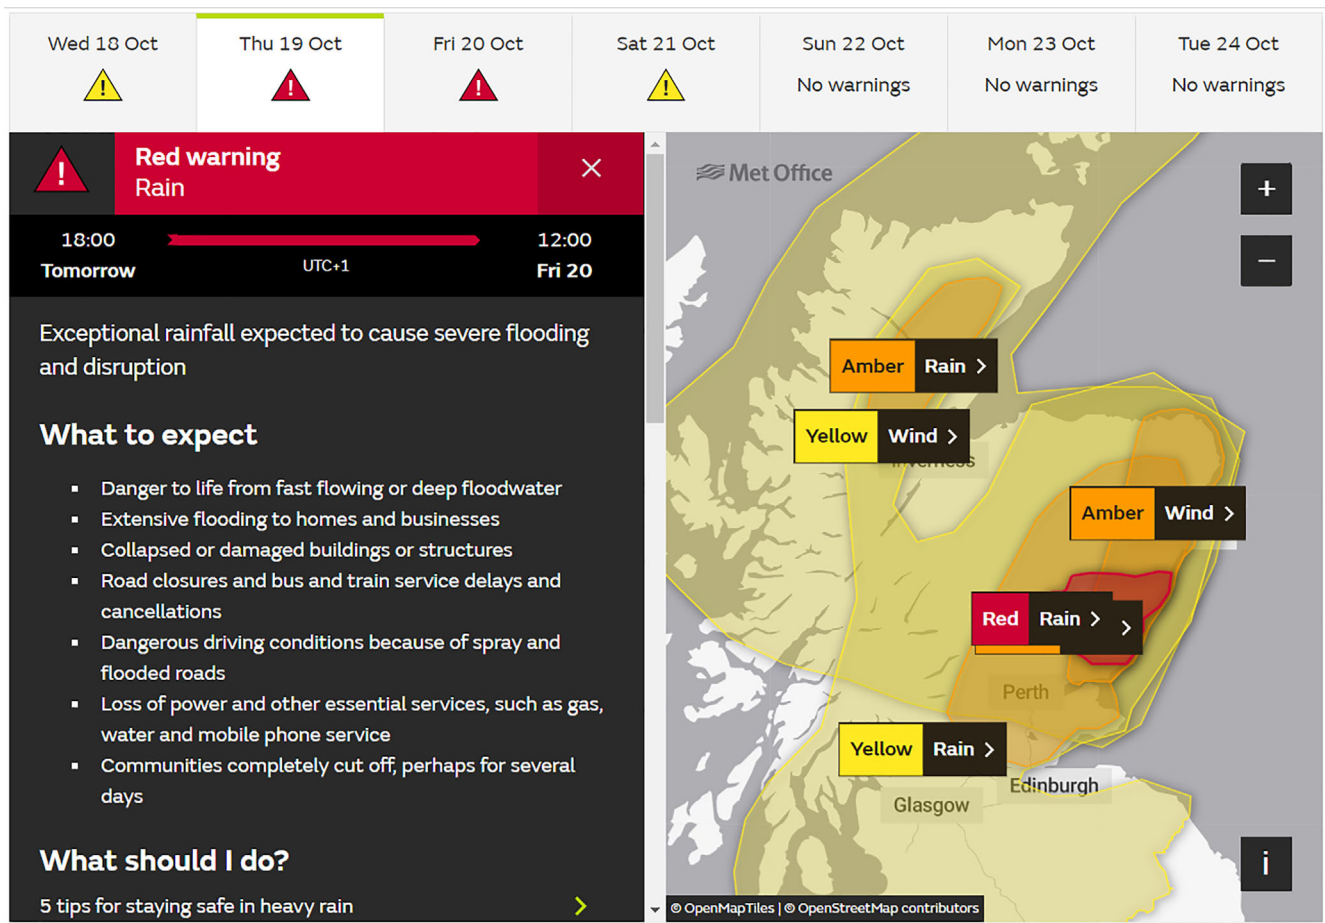 Wed 18 Oct
Thu 19 Oct
Fri 20 Oct
Sat 21 Oct
Sun 22 Oct
No warnings
Mon 23 Oct
No warnings
Tue 24 Oct
No warnings
Red warning
Rain
18:00
Tomorrow
UTC+1
12:00
Fri 20
Exceptional rainfall expected to cause severe flooding
and disruption
What to expect
▪ Danger to life from fast flowing or deep floodwater
▪ Extensive flooding to homes and businesses
▪ Collapsed or damaged buildings or structures
▪ Road closures and bus and train service delays and
cancellations
▪ Dangerous driving conditions because of spray and
flooded roads
▪ Loss of power and other essential services, such as gas,
water and mobile phone service
▪ Communities completely cut off, perhaps for several
days
What should I do?
5 tips for staying safe in heavy rain
Met Office
+
−
Amber Rain
Yellow Wind
Inverness
Amber Wind
Red Rain
Perth
Yellow Rain
Edinburgh
Glasgow
i
© OpenMapTiles | © OpenStreetMap contributors